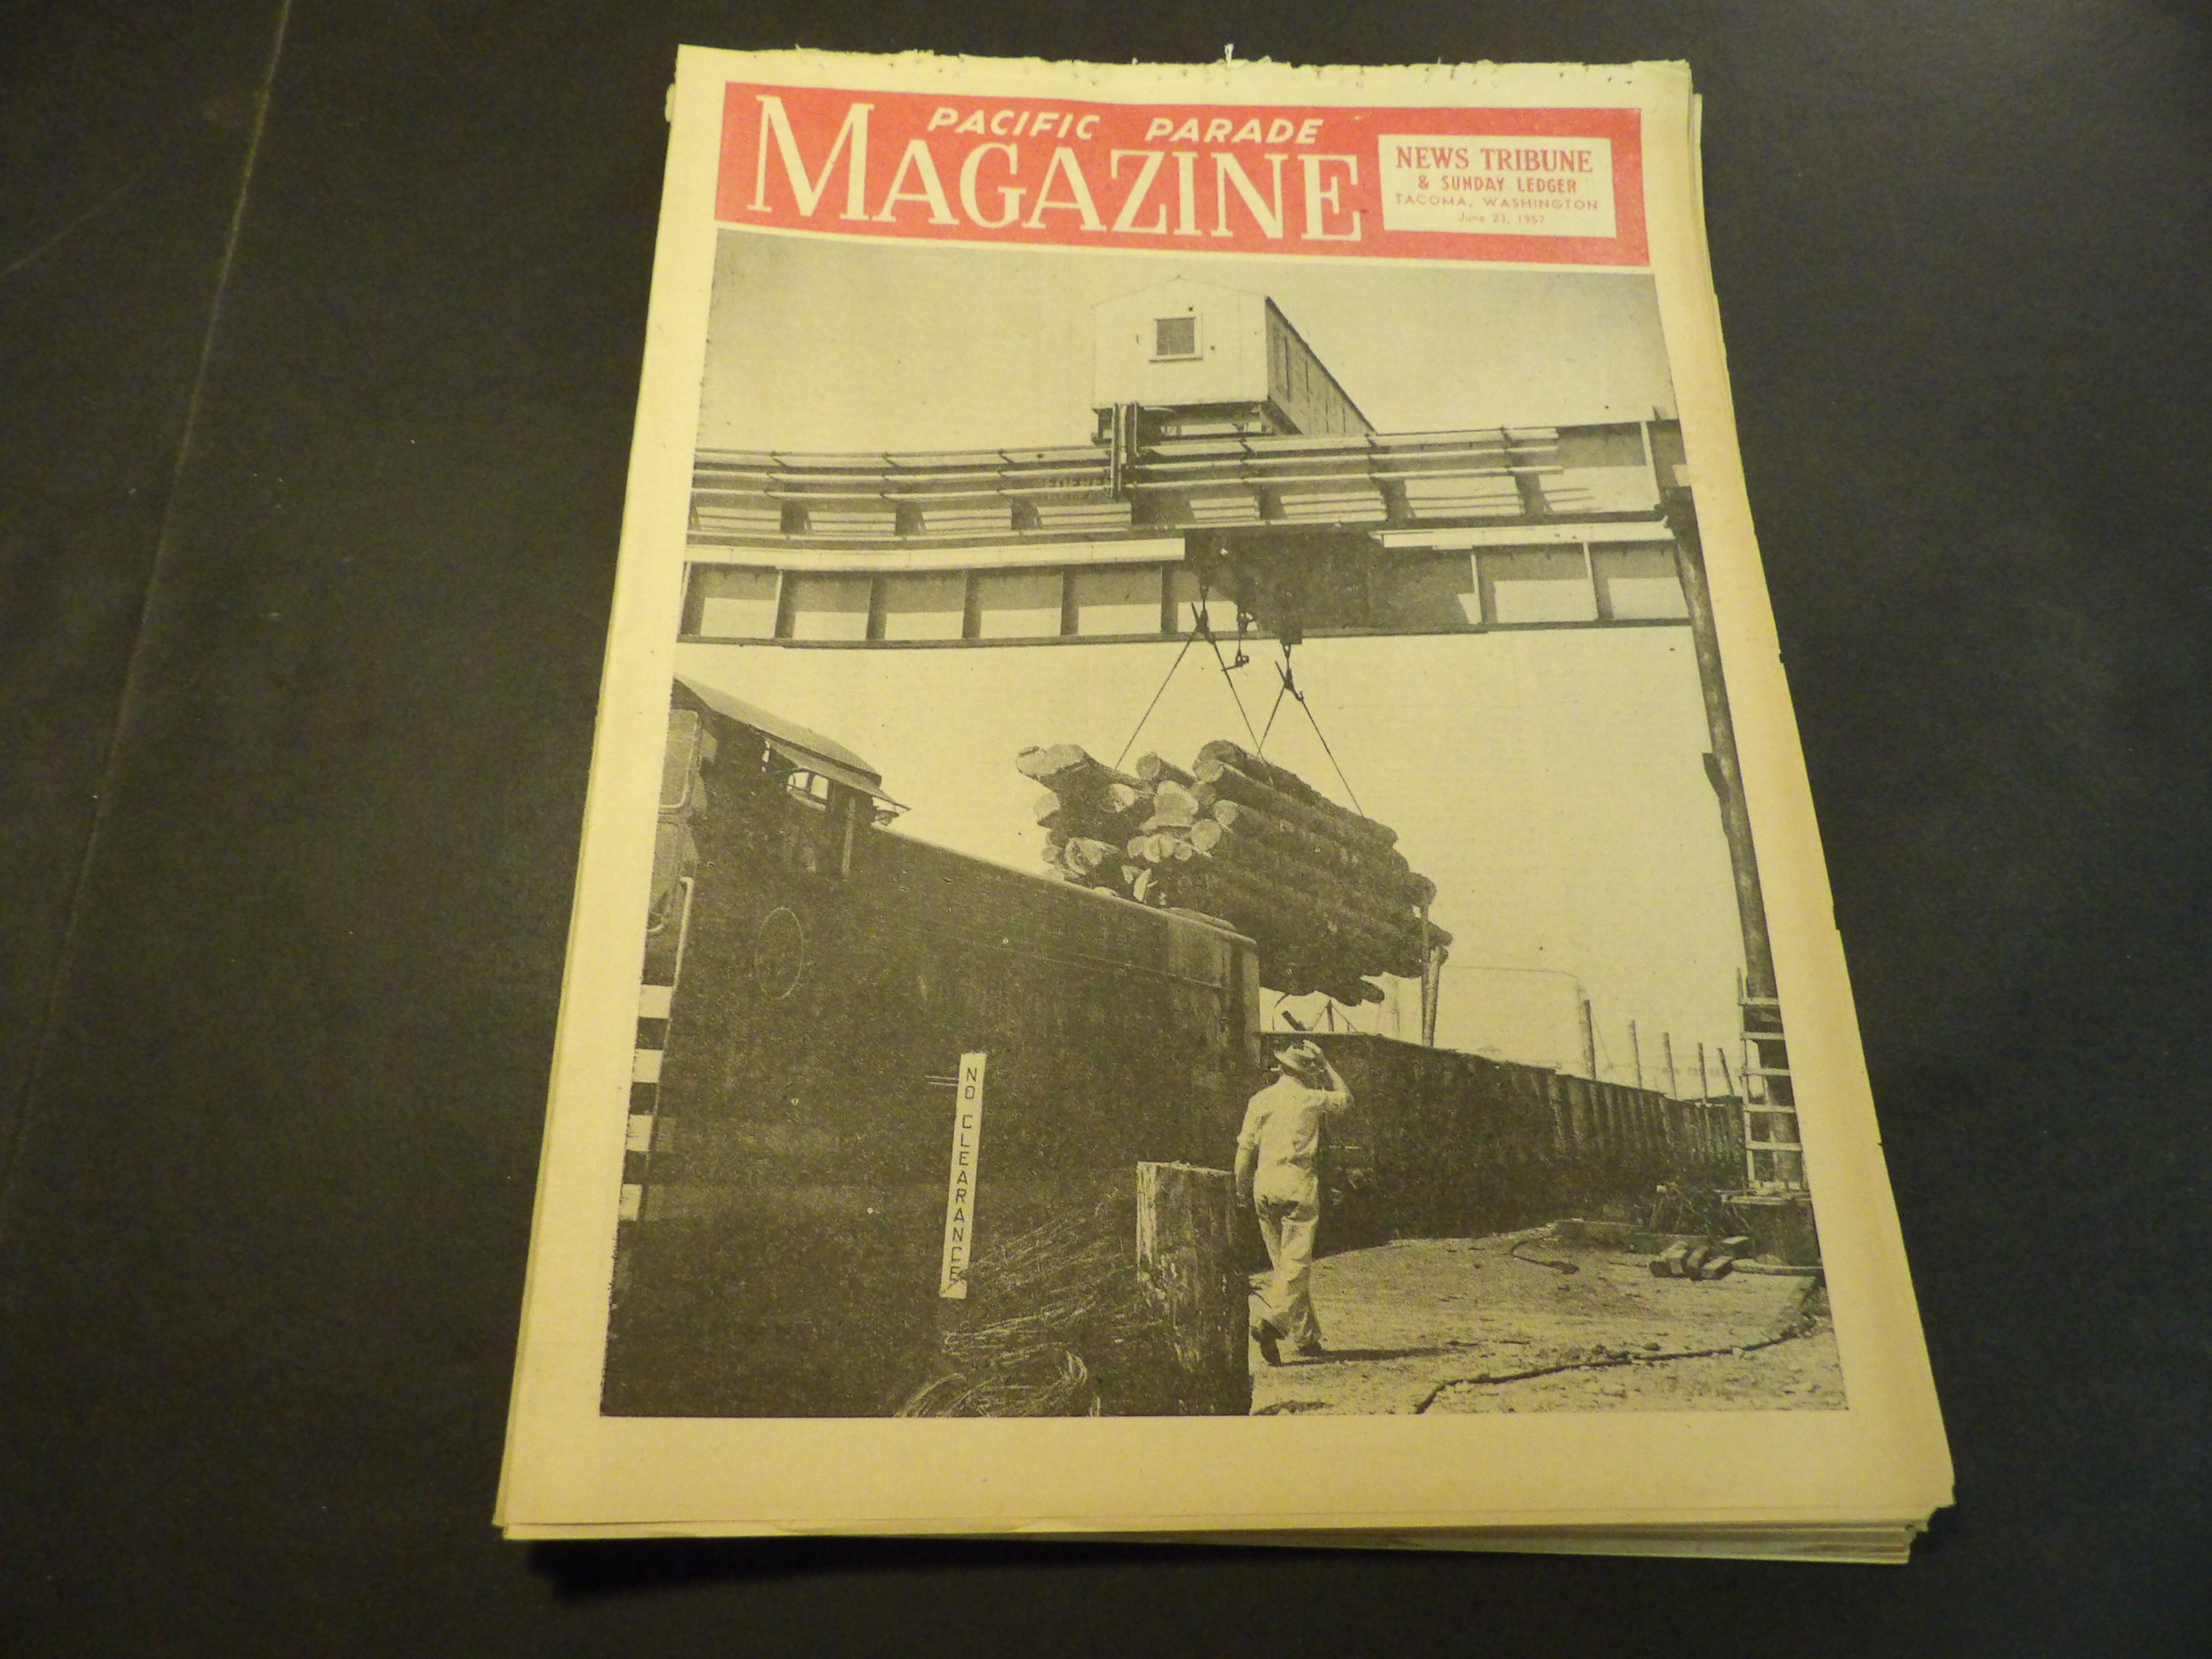 PACIFIC PARADE
MAGAZINE
NEWS TRIBUNE
& SUNDAY LEDGER
TACOMA, WASHINGTON
June 23, 1957
NO CLEARANCE